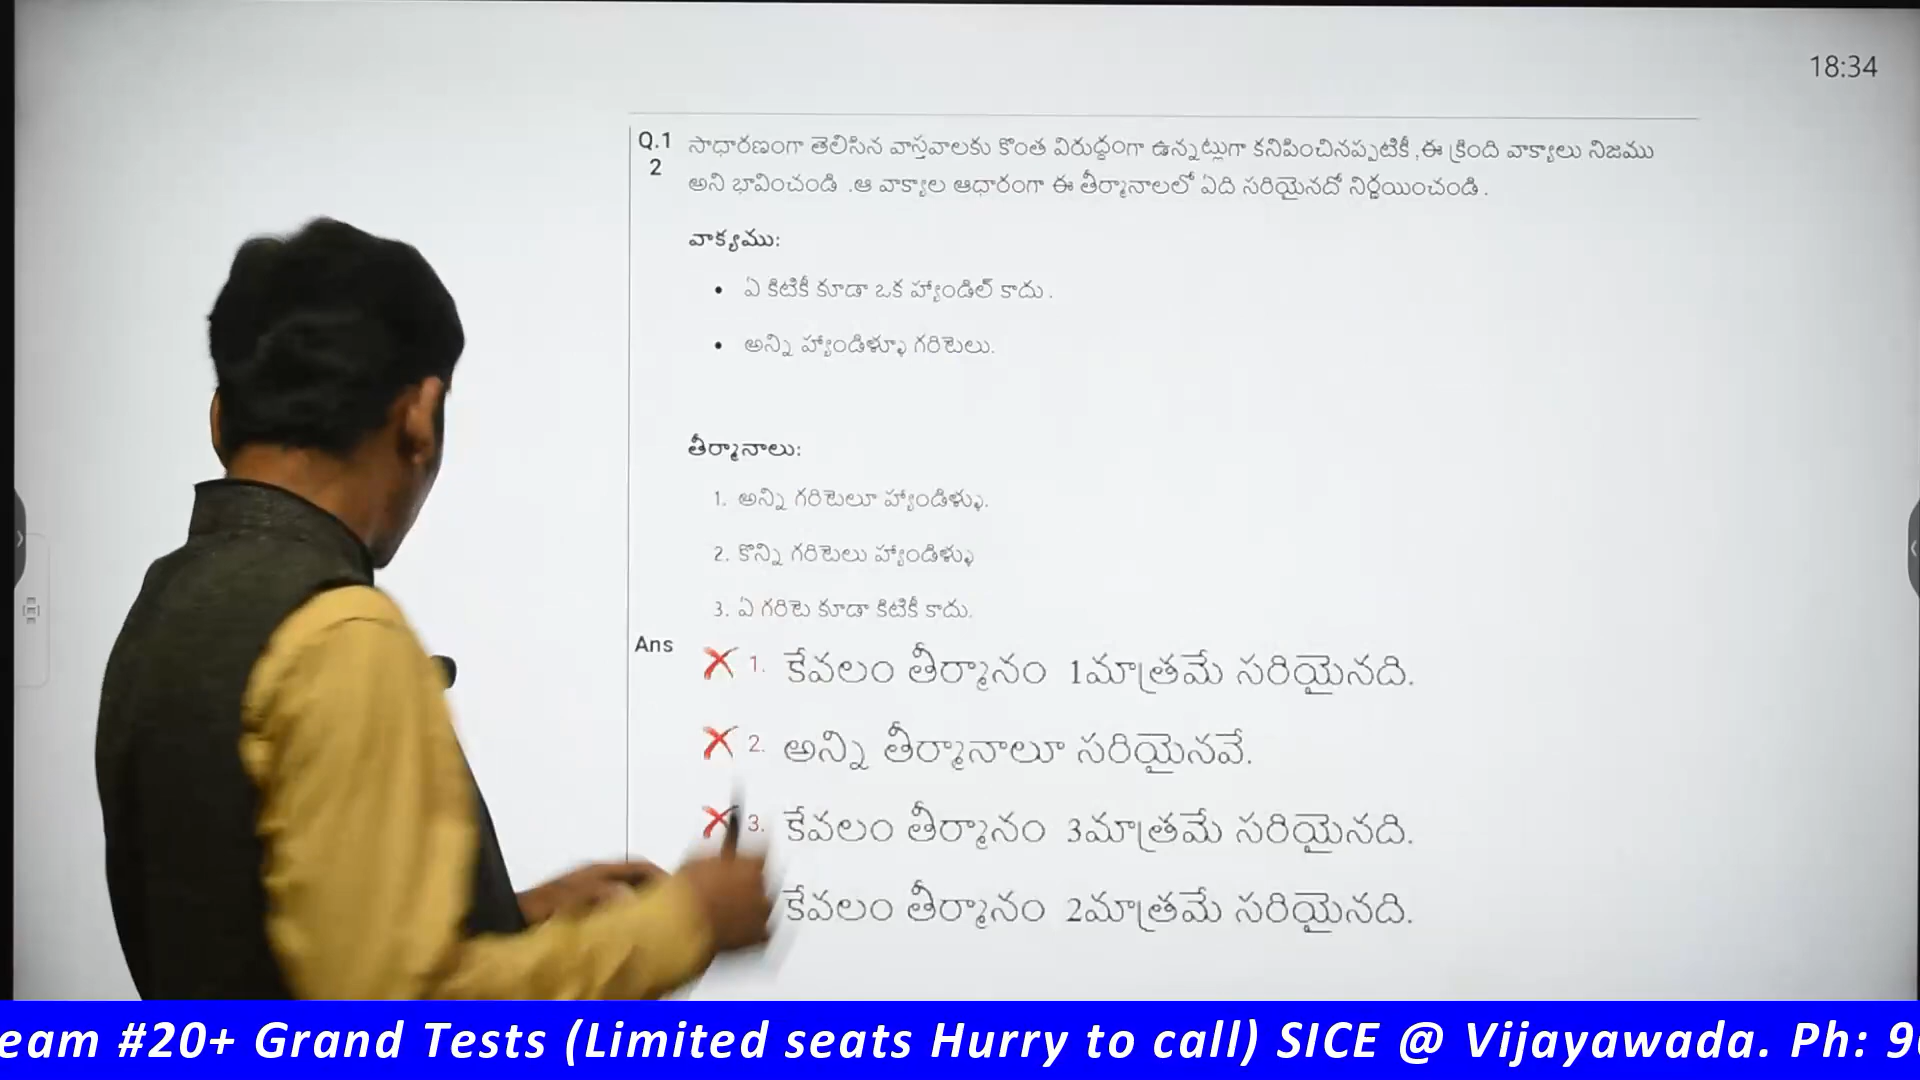 18:34
Q.1 సాధారణంగా తెలిసిన వాస్తవాలకు కొంత విరుద్ధంగా ఉన్నట్లుగా కనిపించినప్పటికీ,ఈ క్రింది వాక్యాలు నిజము
2 అని భావించండి .ఆ వాక్యాల ఆధారంగా ఈ తీర్మానాలలో ఏది సరియైనదో నిర్ణయించండి.
వాక్యము:
• ఏ కిటికీ కూడా ఒక హ్యాండిల్ కాదు.
• అన్ని హ్యాండిళ్ళూ గరిటెలు.
తీర్మానాలు:
1. అన్ని గరిటెలూ హ్యాండిళ్ళు.
2. కొన్ని గరిటెలు హ్యాండిళ్ళు
3. ఏ గరిటె కూడా కిటికీ కాదు.
Ans
1. కేవలం తీర్మానం 1మాత్రమే సరియైనది.
2. అన్ని తీర్మానాలూ సరియైనవే.
3. కేవలం తీర్మానం 3మాత్రమే సరియైనది.
కేవలం తీర్మానం 2మాత్రమే సరియైనది.
eam #20+ Grand Tests (Limited seats Hurry to call) SICE @ Vijayawada. Ph: 9